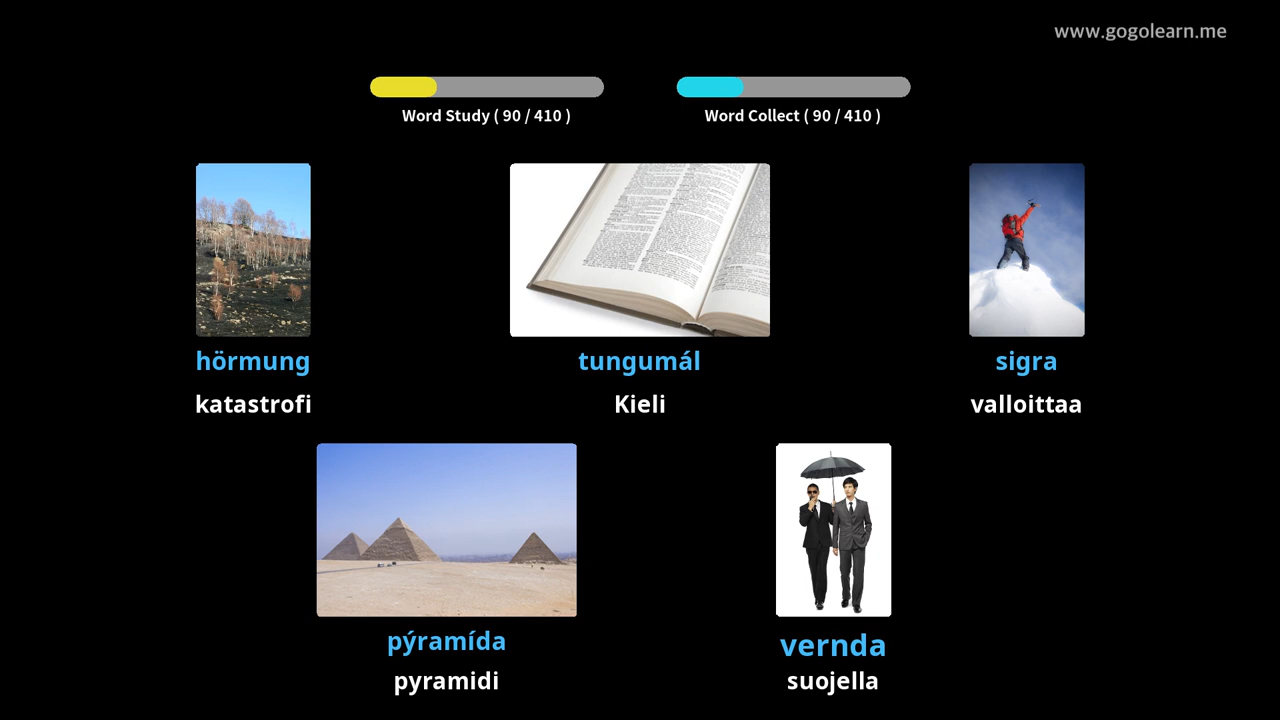 www.gogolearn.me
Word Study ( 90 / 410 )
Word Collect ( 90 / 410 )
hörmung
tungumál
sigra
katastrofi
Kieli
valloittaa
pýramída
vernda
pyramidi
suojella